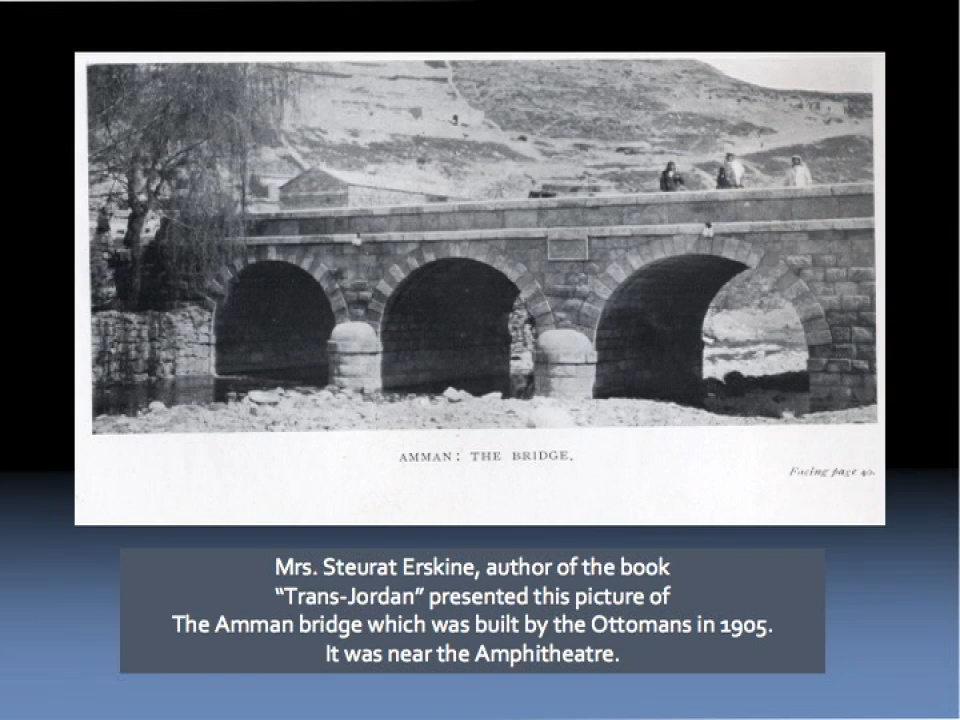 AMMAN: THE BRIDGE.
Facing page 40.
Mrs. Steurat Erskine, author of the book
“Trans-Jordan” presented this picture of
The Amman bridge which was built by the Ottomans in 1905.
It was near the Amphitheatre.